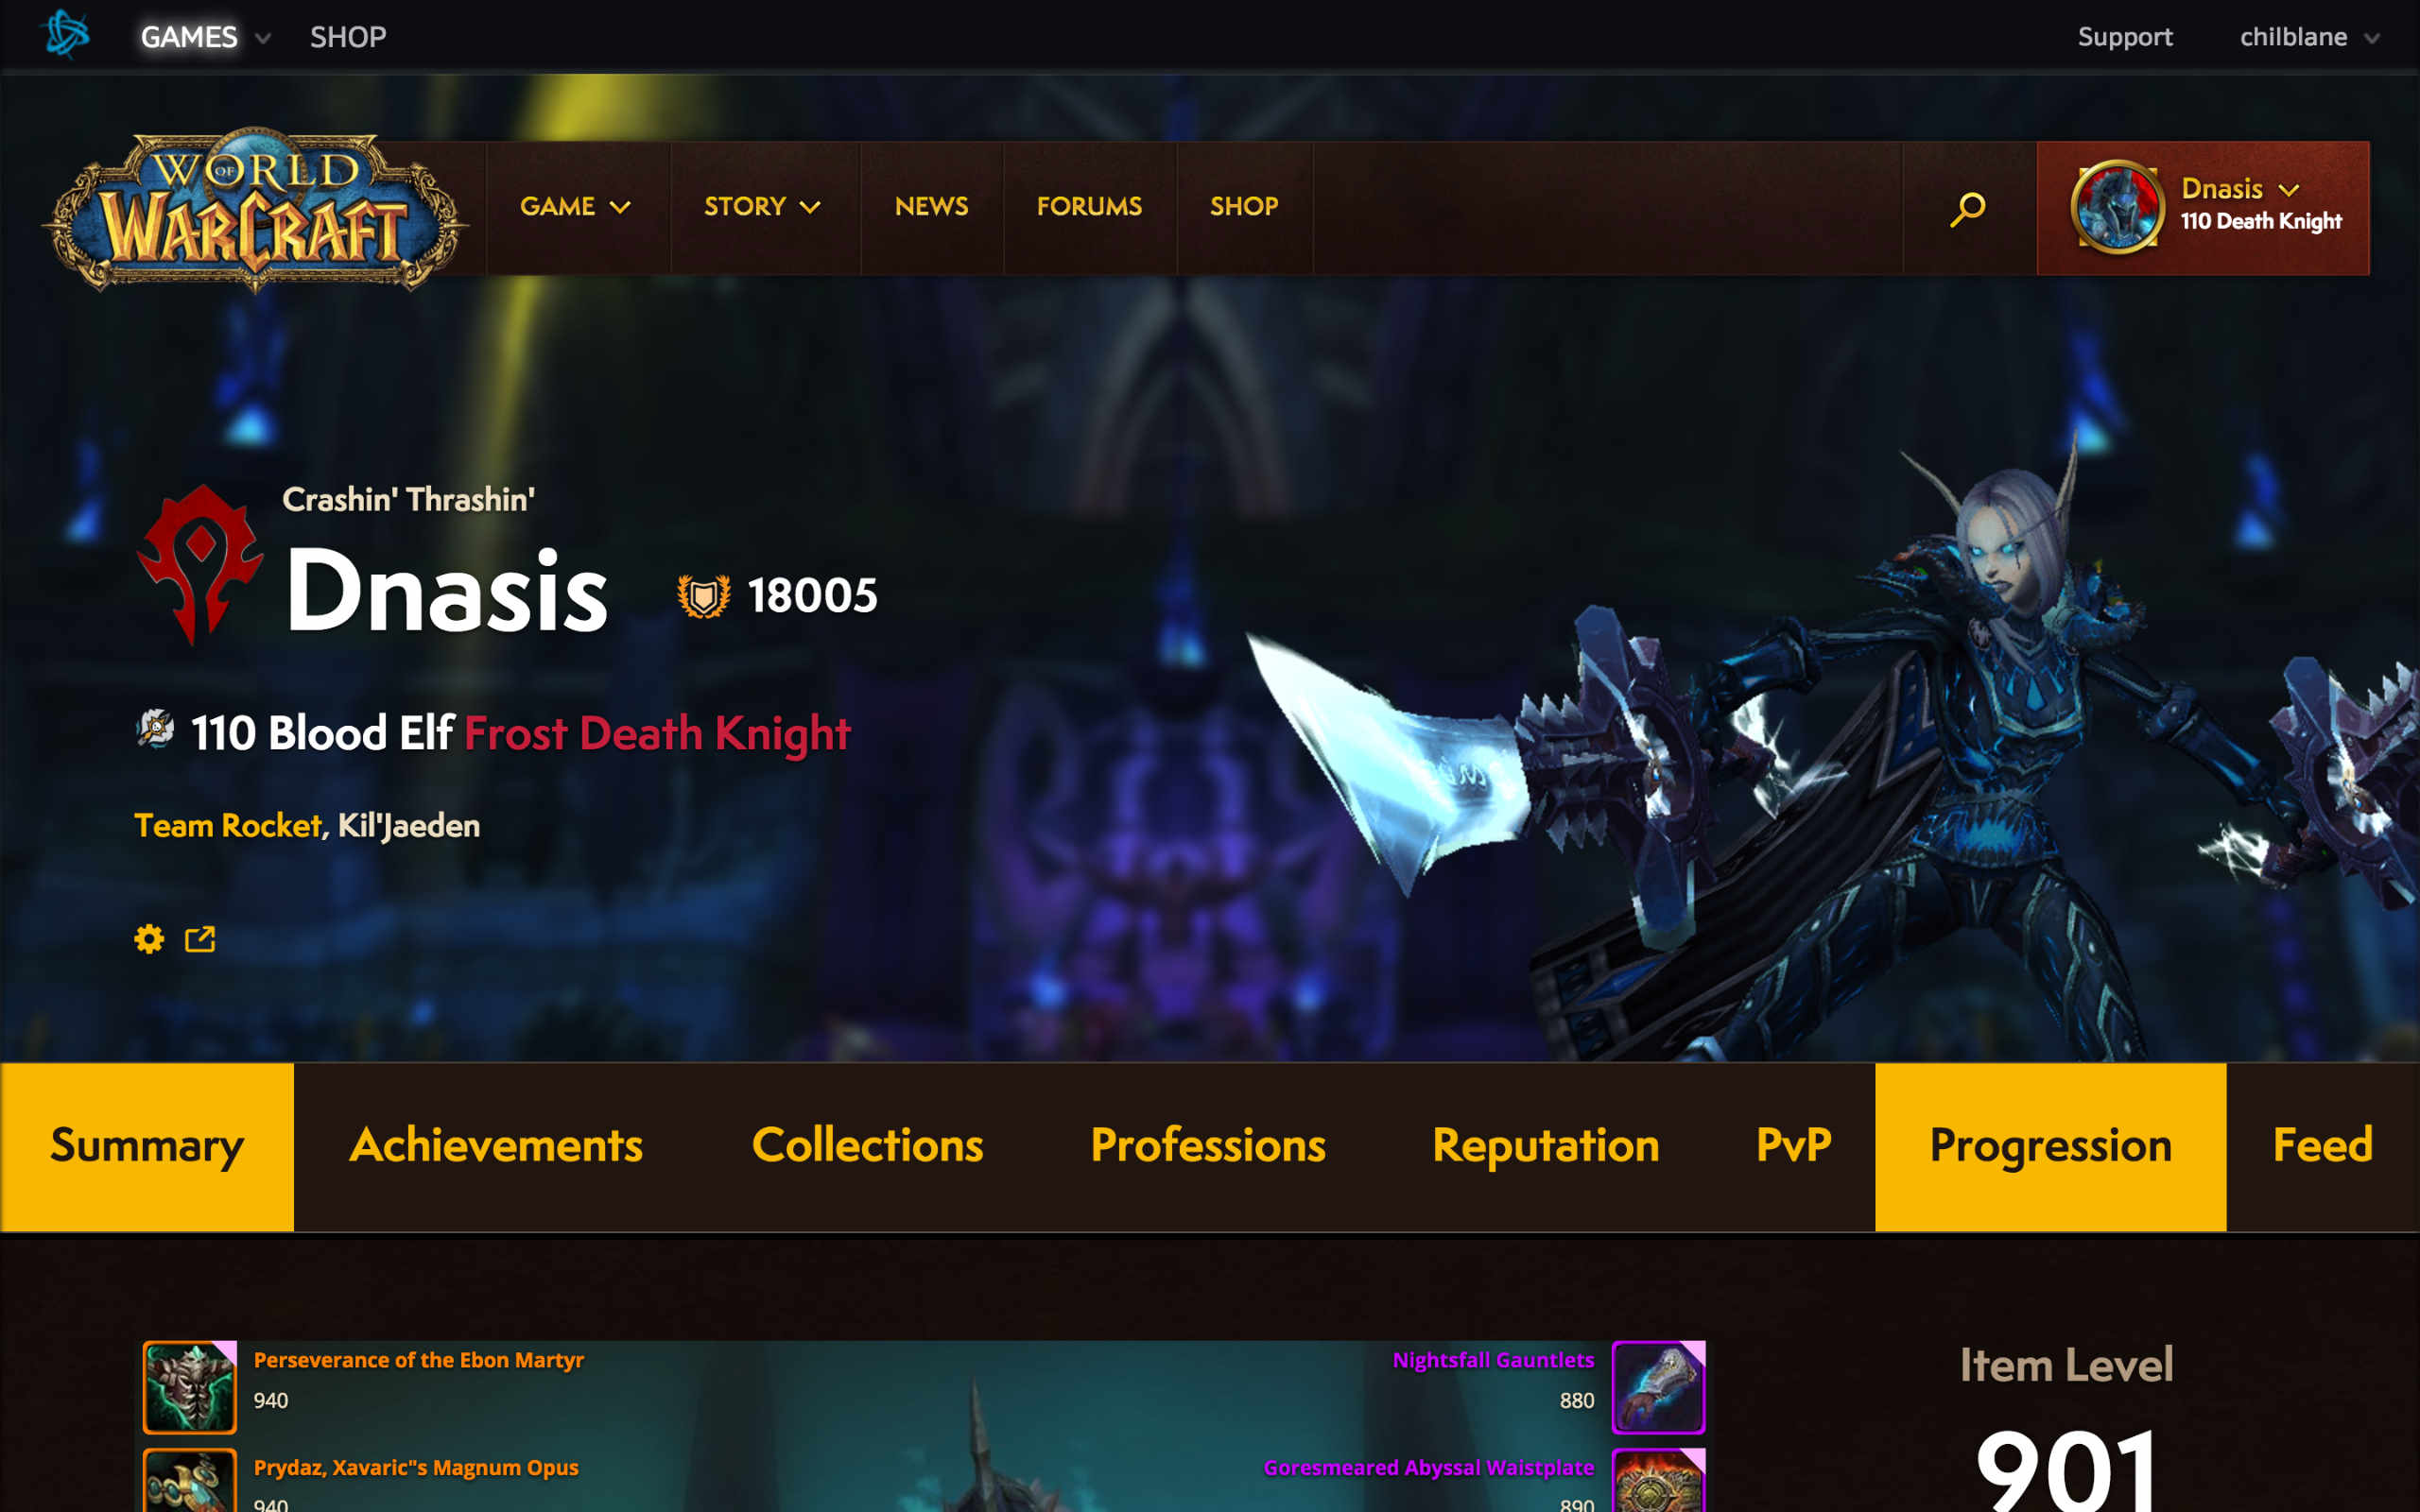 GAMES SHOP Support chilblane
WORLD OF WARCRAFT
GAME STORY NEWS FORUMS SHOP
Dnasis
110 Death Knight
Crashin' Thrashin'
Dnasis 18005
110 Blood Elf Frost Death Knight
Team Rocket, Kil'Jaeden
Summary Achievements Collections Professions Reputation PvP Progression Feed
Perseverance of the Ebon Martyr
940
Nightsfall Gauntlets
880
Item Level
901
Prydaz, Xavaric"s Magnum Opus
940
Goresmeared Abyssal Waistplate
890